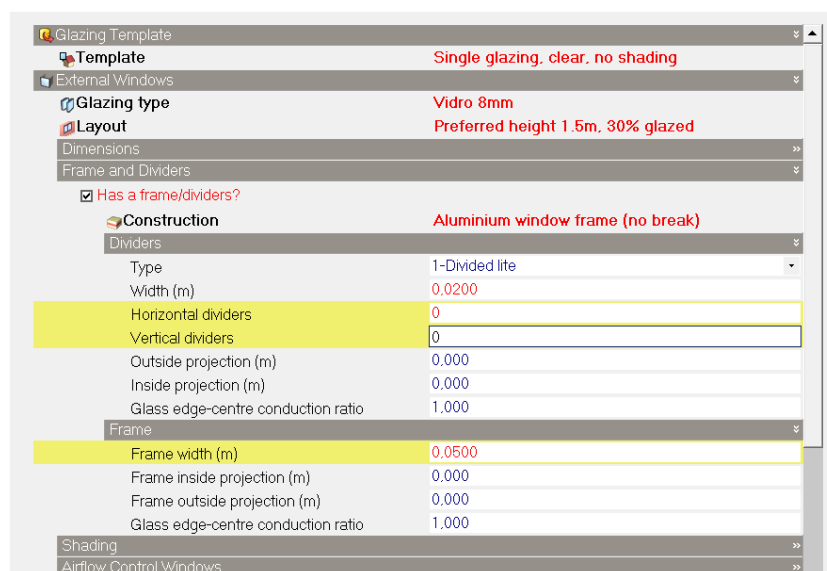 Glazing Template
Template Single glazing, clear, no shading
External Windows
Glazing type Vidro 8mm
Layout Preferred height 1.5m, 30% glazed
Dimensions
Frame and Dividers
Has a frame/dividers?
Construction Aluminium window frame (no break)
Dividers
Type 1-Divided lite
Width (m) 0,0200
Horizontal dividers 0
Vertical dividers 0
Outside projection (m) 0,000
Inside projection (m) 0,000
Glass edge-centre conduction ratio 1,000
Frame
Frame width (m) 0,0500
Frame inside projection (m) 0,000
Frame outside projection (m) 0,000
Glass edge-centre conduction ratio 1,000
Shading
Airflow Control Windows